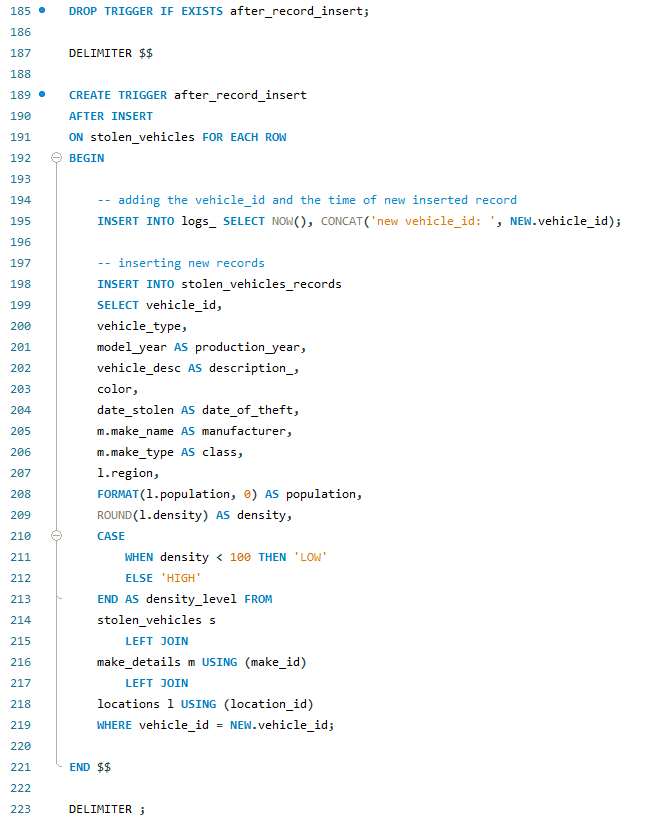 185 DROP TRIGGER IF EXISTS after_record_insert;
186
187 DELIMITER $$
188
189 CREATE TRIGGER after_record_insert
190 AFTER INSERT
191 ON stolen_vehicles FOR EACH ROW
192 BEGIN
193
194 -- adding the vehicle_id and the time of new inserted record
195 INSERT INTO logs_ SELECT NOW(), CONCAT('new vehicle_id: ', NEW.vehicle_id);
196
197 -- inserting new records
198 INSERT INTO stolen_vehicles_records
199 SELECT vehicle_id,
200 vehicle_type,
201 model_year AS production_year,
202 vehicle_desc AS description_,
203 color,
204 date_stolen AS date_of_theft,
205 m.make_name AS manufacturer,
206 m.make_type AS class,
207 l.region,
208 FORMAT(l.population, 0) AS population,
209 ROUND(l.density) AS density,
210 CASE
211 WHEN density < 100 THEN 'LOW'
212 ELSE 'HIGH'
213 END AS density_level FROM
214 stolen_vehicles s
215 LEFT JOIN
216 make_details m USING (make_id)
217 LEFT JOIN
218 locations l USING (location_id)
219 WHERE vehicle_id = NEW.vehicle_id;
220
221 END $$
222
223 DELIMITER ;